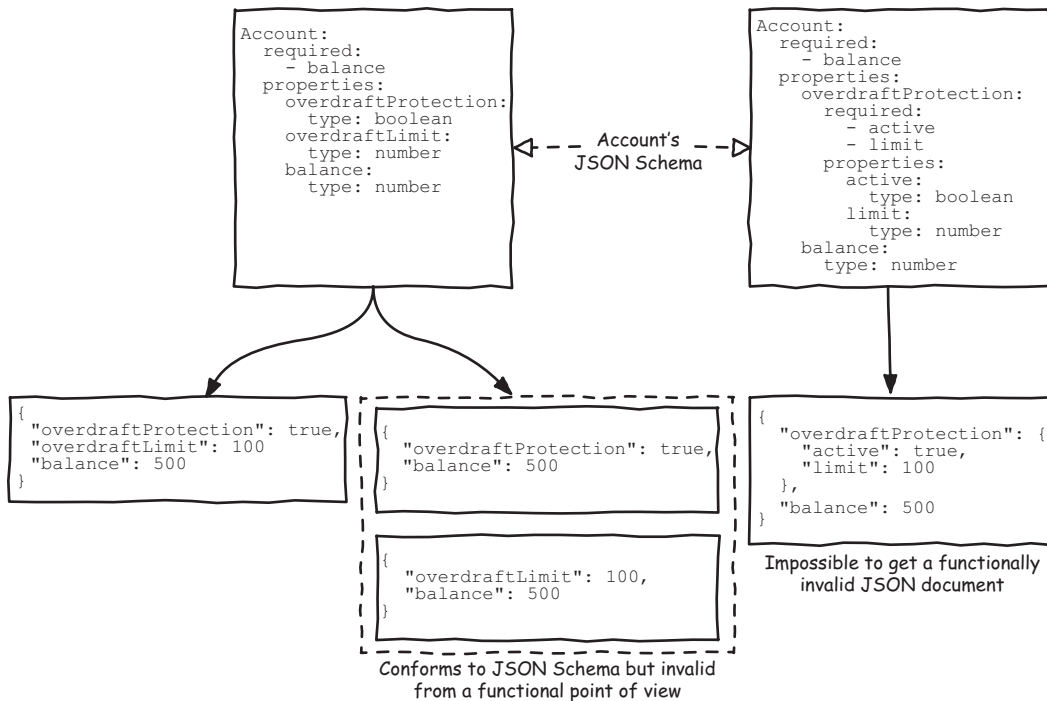 Account:
  required:
    - balance
  properties:
    overdraftProtection:
      type: boolean
    overdraftLimit:
      type: number
    balance:
      type: number
Account's
JSON Schema
Account:
  required:
    - balance
  properties:
    overdraftProtection:
      required:
        - active
        - limit
      properties:
        active:
          type: boolean
        limit:
          type: number
    balance:
      type: number
{
 "overdraftProtection": true,
 "overdraftLimit": 100
 "balance": 500
}
{
  "overdraftProtection": true,
  "balance": 500
}
{
  "overdraftLimit": 100,
  "balance": 500
}
Conforms to JSON Schema but invalid
from a functional point of view
{
  "overdraftProtection": {
    "active": true,
    "limit": 100
  },
  "balance": 500
}
Impossible to get a functionally
invalid JSON document